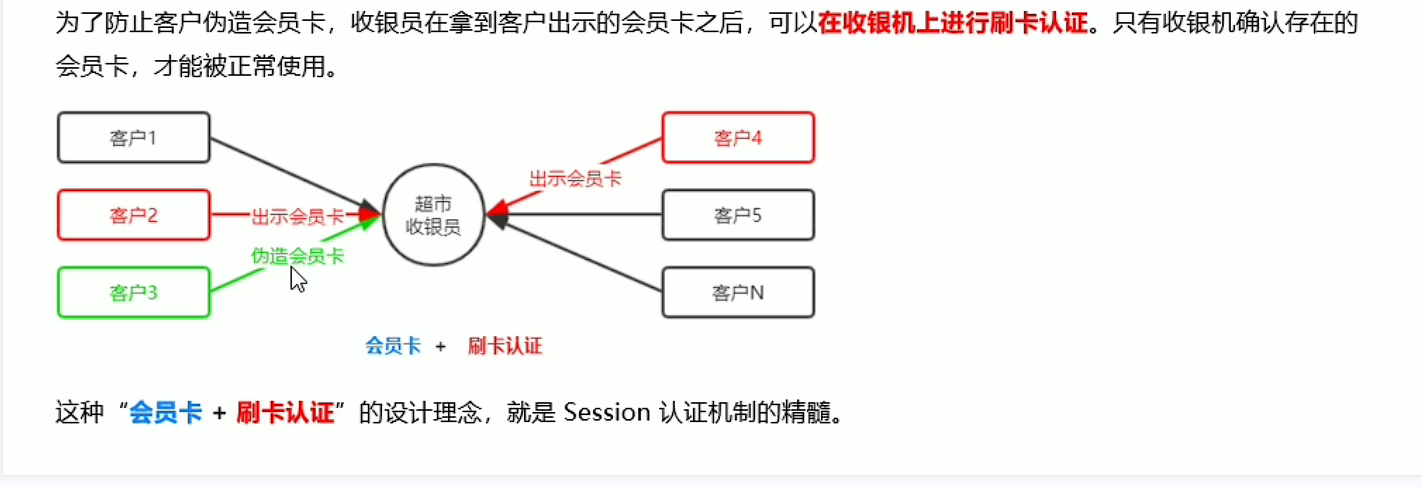 为了防止客户伪造会员卡，收银员在拿到客户出示的会员卡之后，可以在收银机上进行刷卡认证。只有收银机确认存在的
会员卡，才能被正常使用。
客户1
客户4
出示会员卡
客户2
出示会员卡
超市
收银员
客户5
伪造会员卡
客户3
客户N
会员卡 + 刷卡认证
这种“会员卡 + 刷卡认证”的设计理念，就是 Session 认证机制的精髓。